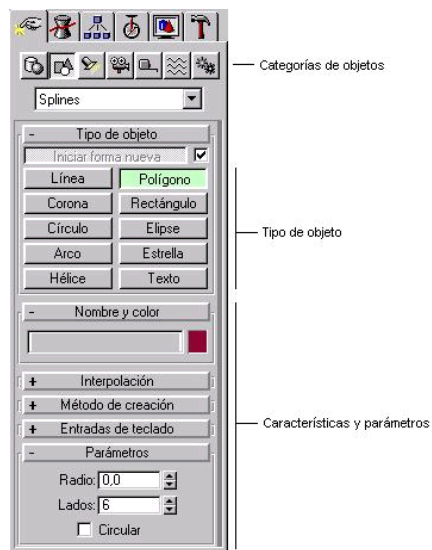 Categorías de objetos
Splines
- Tipo de objeto
Iniciar forma nueva
Línea Polígono
Corona Rectángulo
Círculo Elipse
Arco Estrella
Hélice Texto
Tipo de objeto
- Nombre y color
+ Interpolación
+ Método de creación
+ Entradas de teclado
- Parámetros
Radio: 0,0
Lados: 6
Circular
Características y parámetros